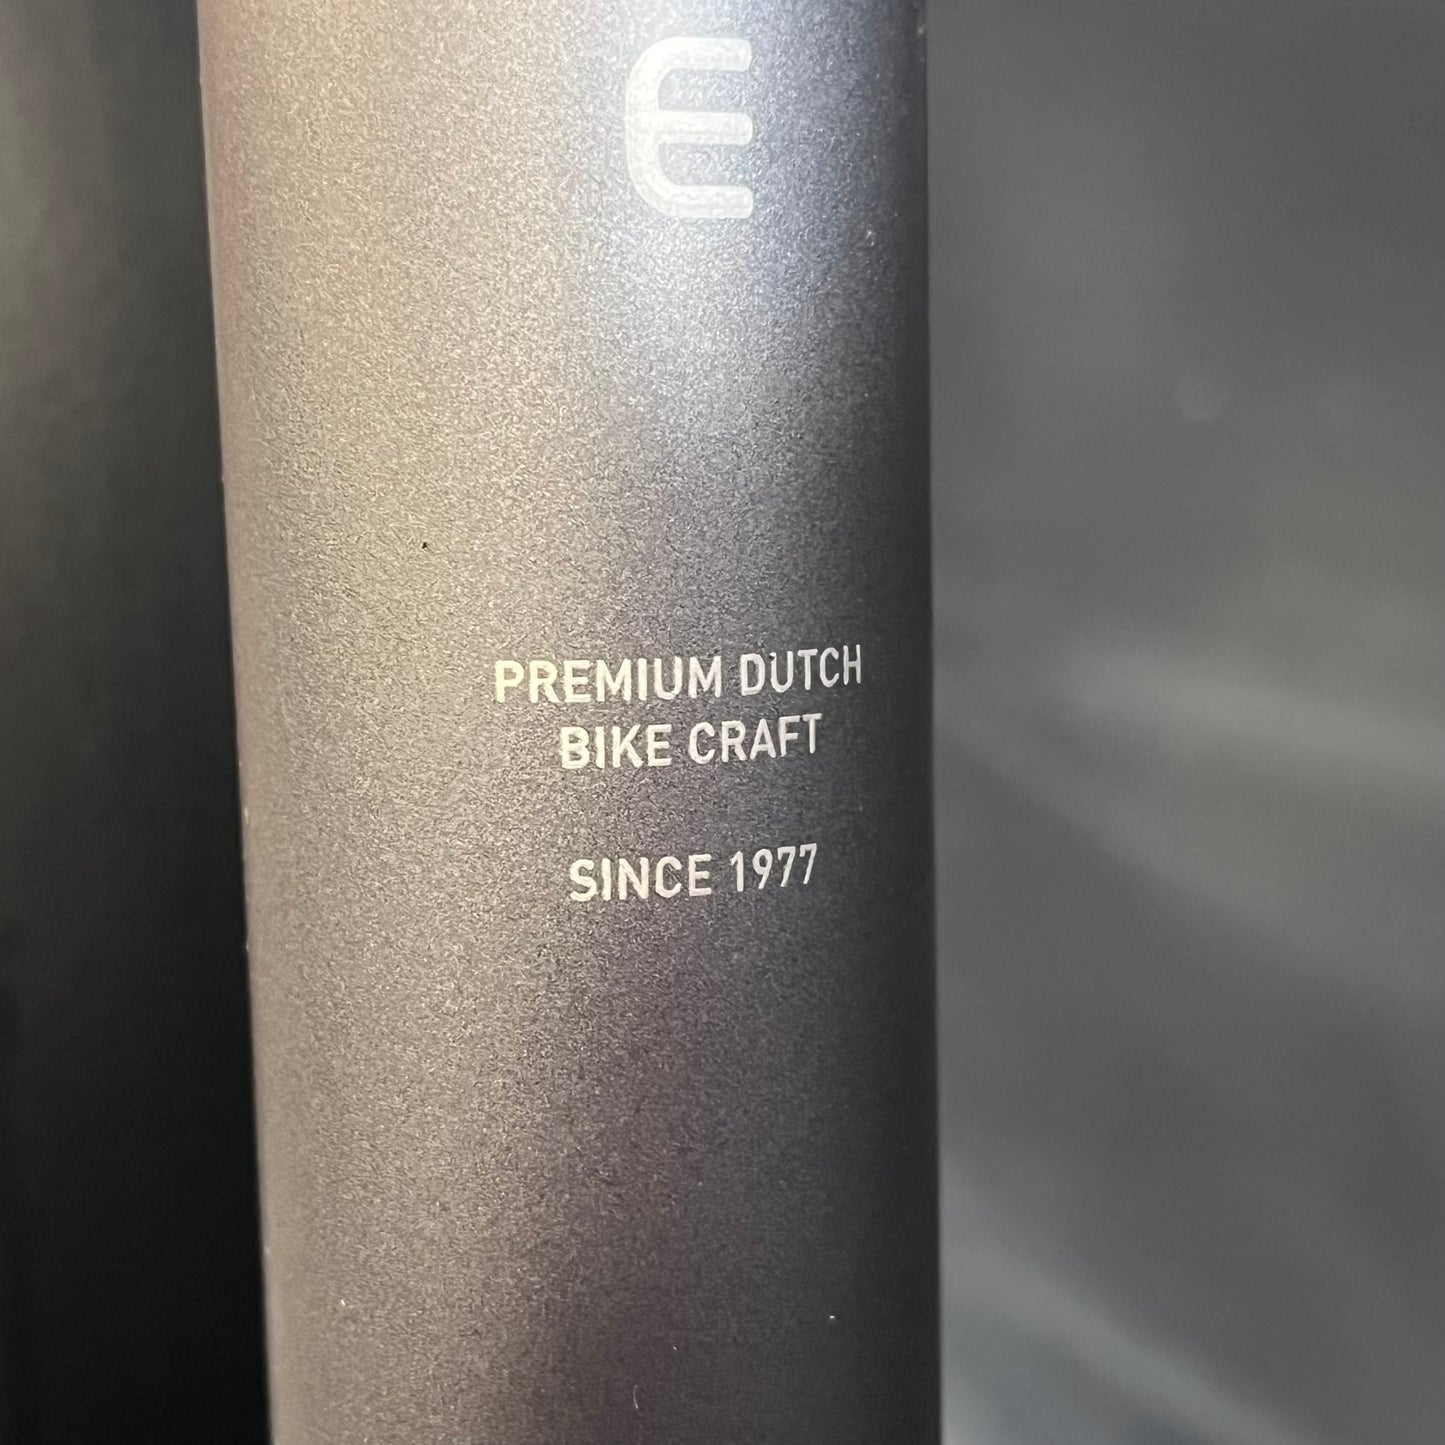 E
PREMIUM DUTCH
BIKE CRAFT
SINCE 1977